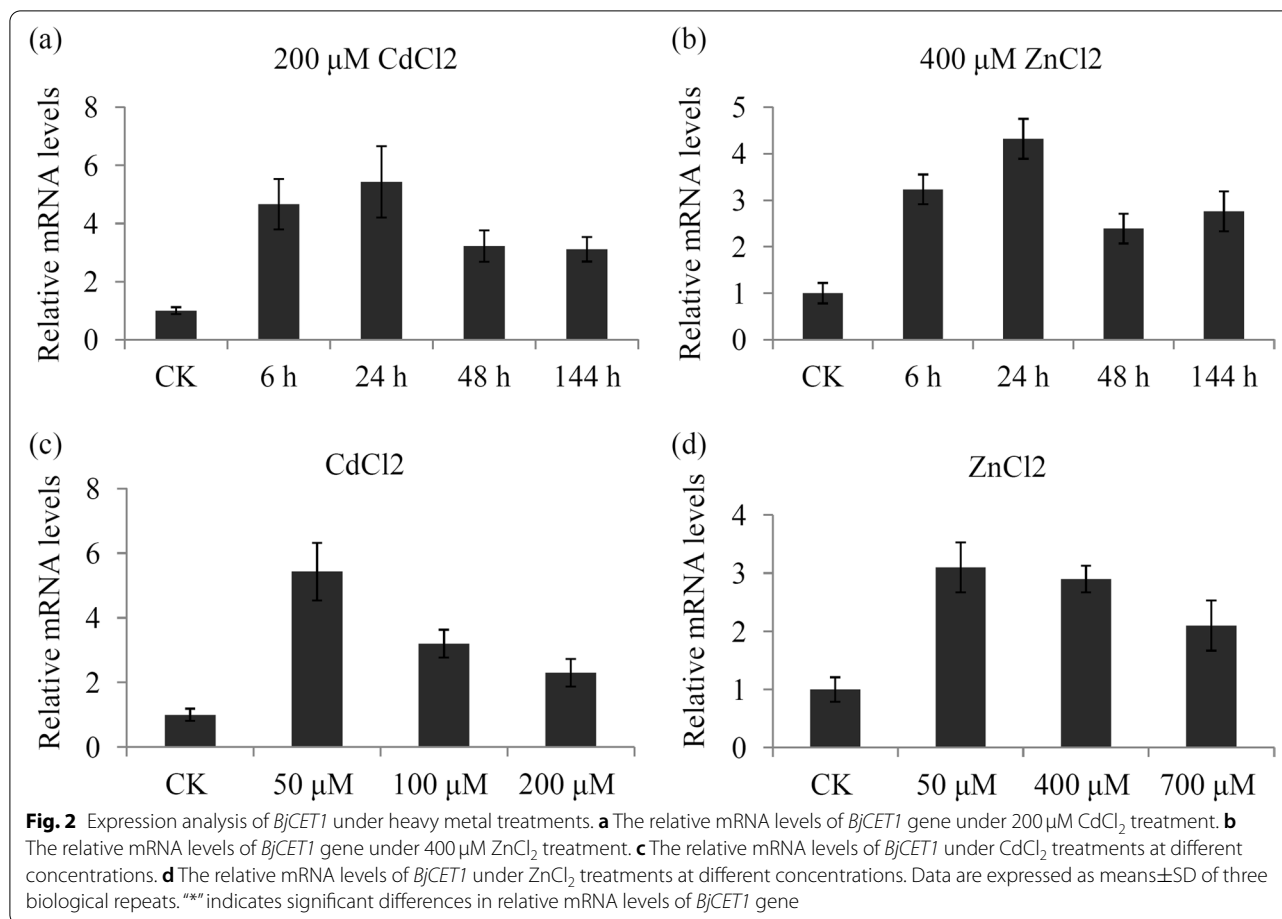 (a)
200 μM CdCl2
Relative mRNA levels
8
6
4
2
0
CK 6 h 24 h 48 h 144 h
(b)
400 μM ZnCl2
Relative mRNA levels
5
4
3
2
1
0
CK 6 h 24 h 48 h 144 h
(c)
CdCl2
Relative mRNA levels
8
6
4
2
0
CK 50 μM 100 μM 200 μM
(d)
ZnCl2
Relative mRNA levels
4
3
2
1
0
CK 50 μM 400 μM 700 μM
Fig. 2 Expression analysis of BjCET1 under heavy metal treatments. a The relative mRNA levels of BjCET1 gene under 200 μM CdCl₂ treatment. b
The relative mRNA levels of BjCET1 gene under 400 μM ZnCl₂ treatment. c The relative mRNA levels of BjCET1 under CdCl₂ treatments at different
concentrations. d The relative mRNA levels of BjCET1 under ZnCl₂ treatments at different concentrations. Data are expressed as means±SD of three
biological repeats. “*” indicates significant differences in relative mRNA levels of BjCET1 gene